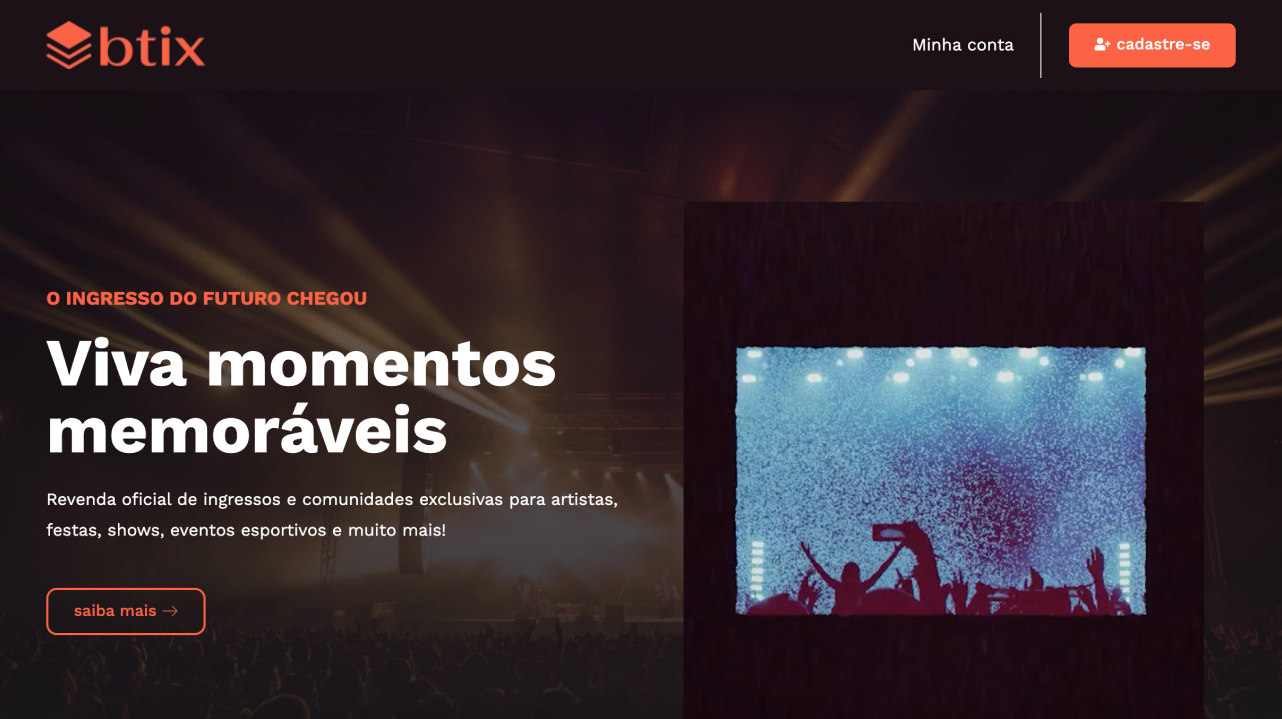 btix
Minha conta
cadastre-se
O INGRESSO DO FUTURO CHEGOU
Viva momentos
memoráveis
Revenda oficial de ingressos e comunidades exclusivas para artistas,
festas, shows, eventos esportivos e muito mais!
saiba mais →